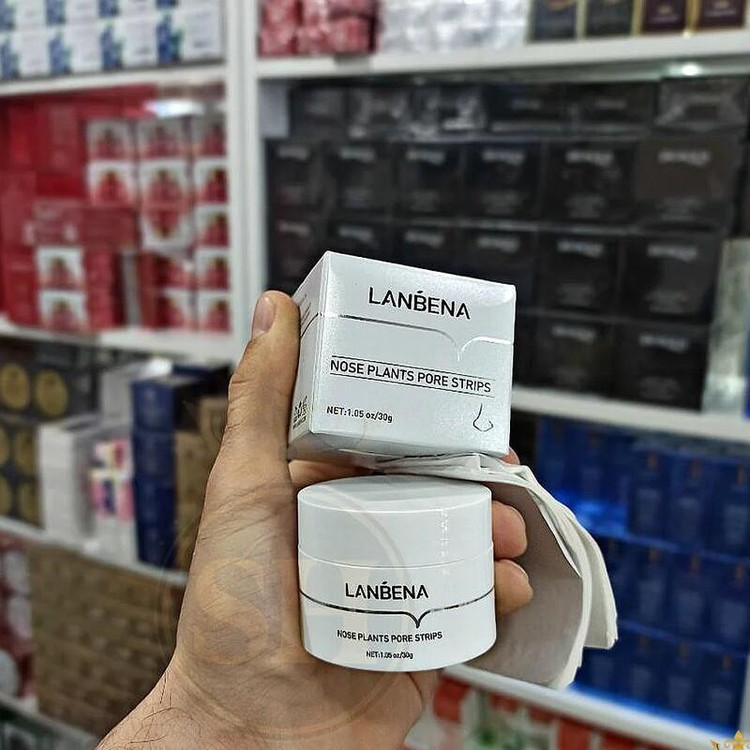 LANBENA
NOSE PLANTS PORE STRIPS
NET:1.05 oz/30g
LANBENA
NOSE PLANTS PORE STRIPS
NET:1.05 oz/30g